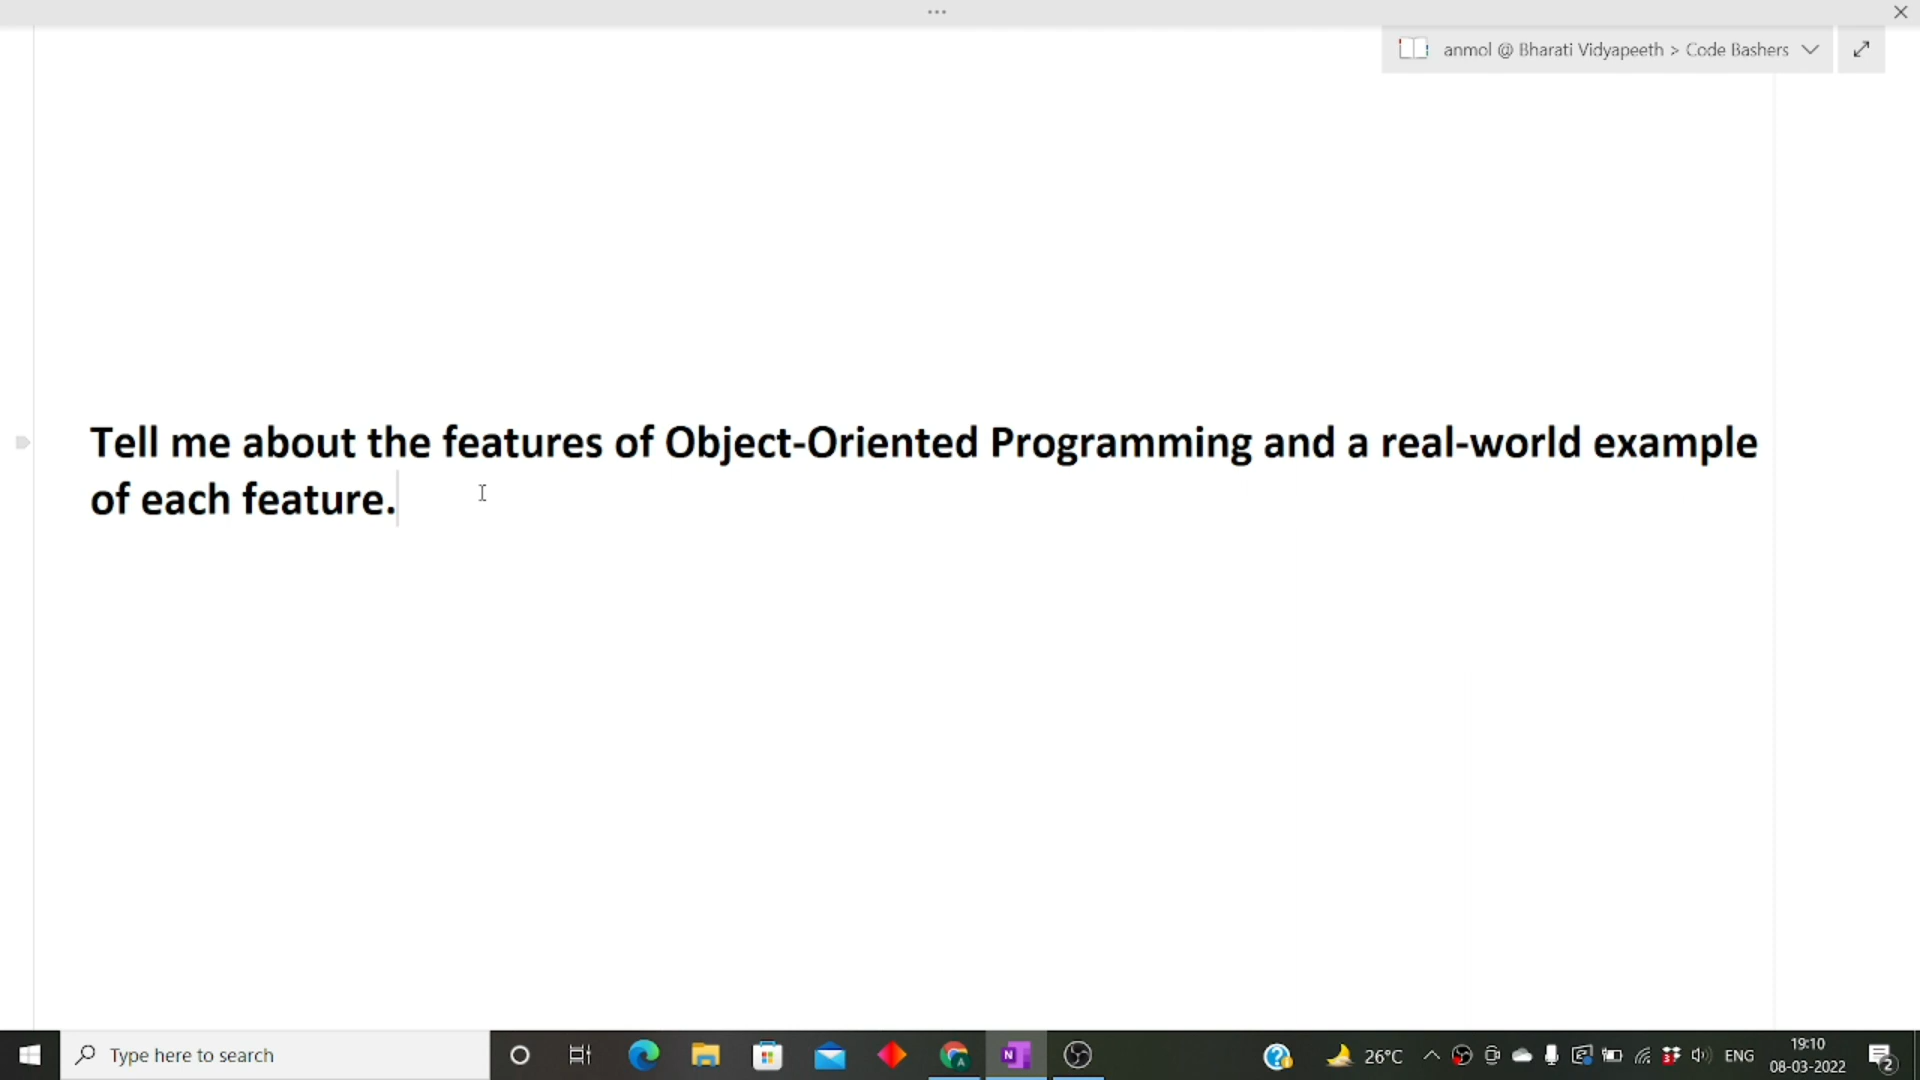 anmol @ Bharati Vidyapeeth > Code Bashers
Tell me about the features of Object-Oriented Programming and a real-world example
of each feature.
Type here to search
26°C
ENG
19:10
08-03-2022
2